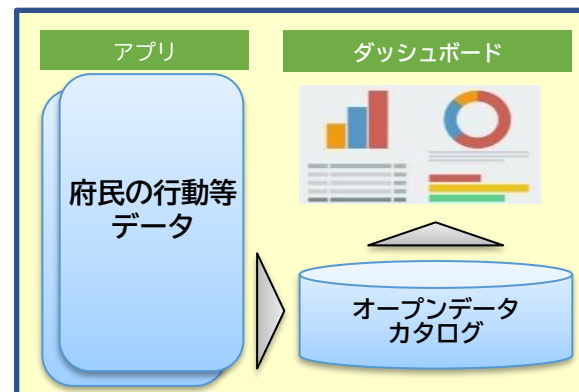 アプリ
ダッシュボード
府民の行動等
データ
オープンデータ
カタログ